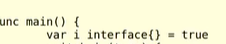 unc main() {
        var i interface{} = true